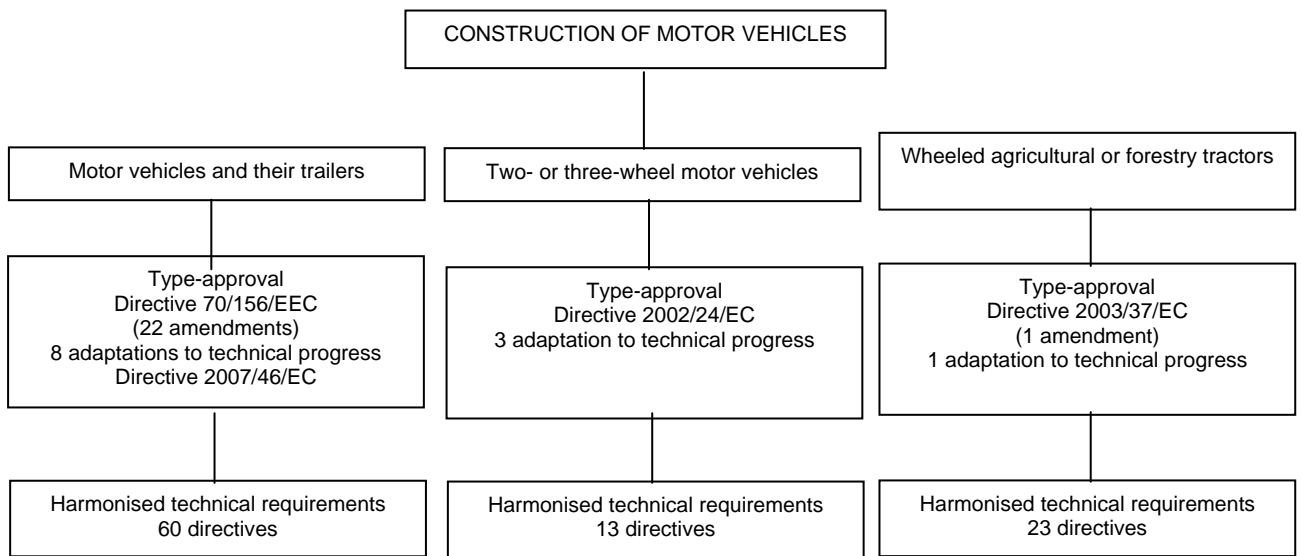 CONSTRUCTION OF MOTOR VEHICLES
Motor vehicles and their trailers
Two- or three-wheel motor vehicles
Wheeled agricultural or forestry tractors
Type-approval
Directive 70/156/EEC
(22 amendments)
8 adaptations to technical progress
Directive 2007/46/EC
Type-approval
Directive 2002/24/EC
3 adaptation to technical progress
Type-approval
Directive 2003/37/EC
(1 amendment)
1 adaptation to technical progress
Harmonised technical requirements
60 directives
Harmonised technical requirements
13 directives
Harmonised technical requirements
23 directives